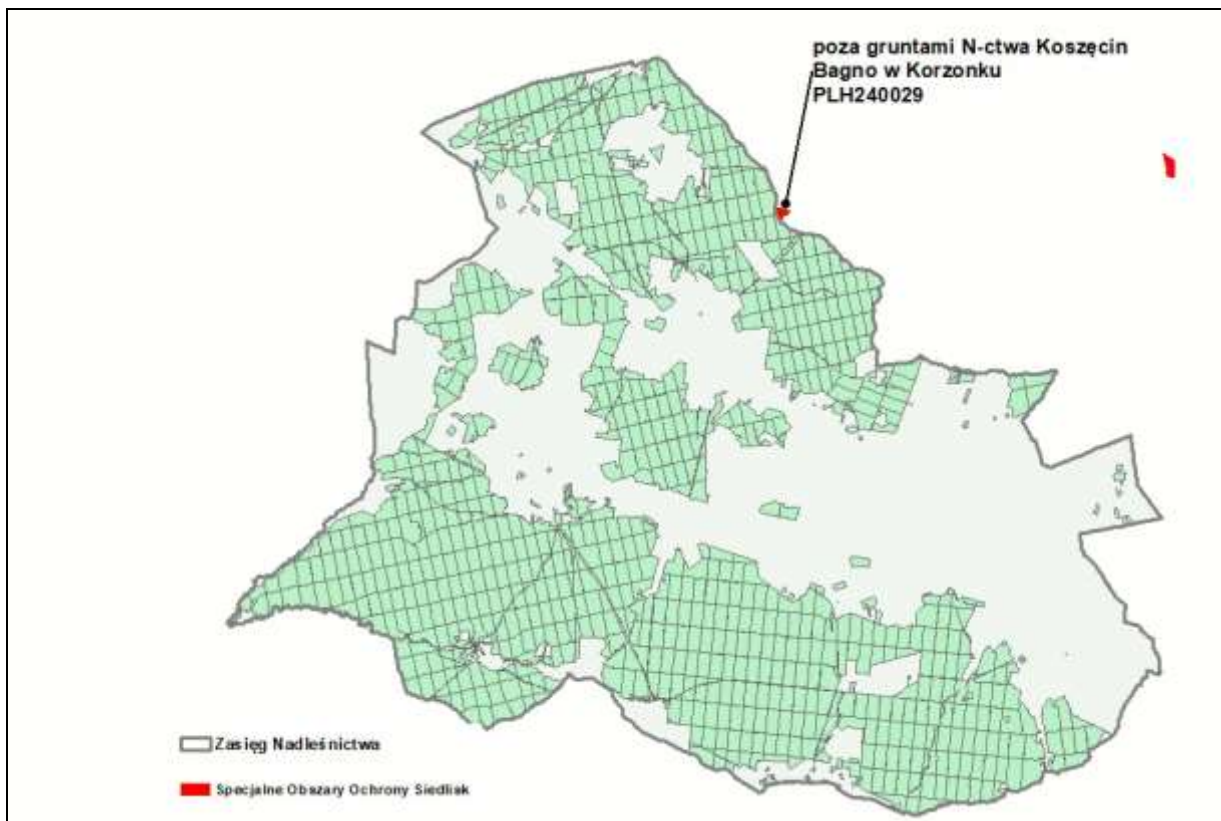 poza gruntami N-ctwa Koszęcin
Bagno w Korzonku
PLH240029
Zasięg Nadleśnictwa
Specjalne Obszary Ochrony Siedlisk